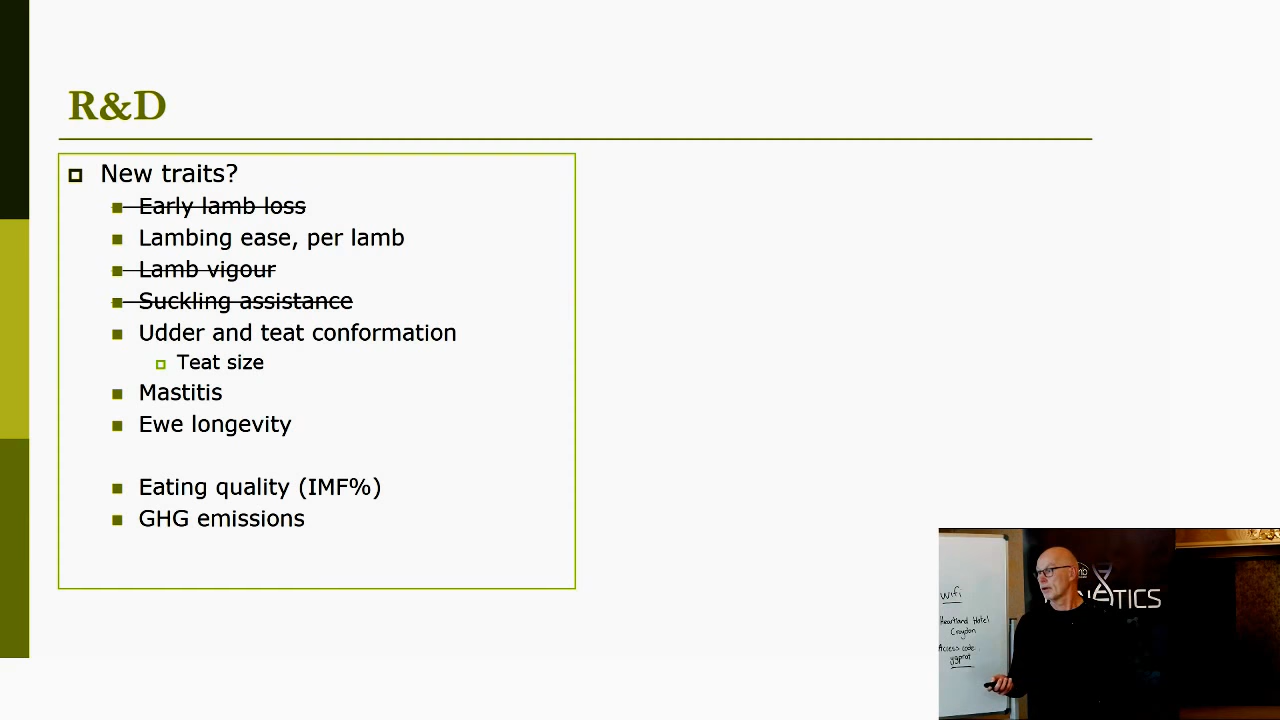 R&D
New traits?
Early lamb loss
Lambing ease, per lamb
Lamb vigour
Suckling assistance
Udder and teat conformation
Teat size
Mastitis
Ewe longevity
Eating quality (IMF%)
GHG emissions
wifi
Heartland Hotel
Croydon
Access code: